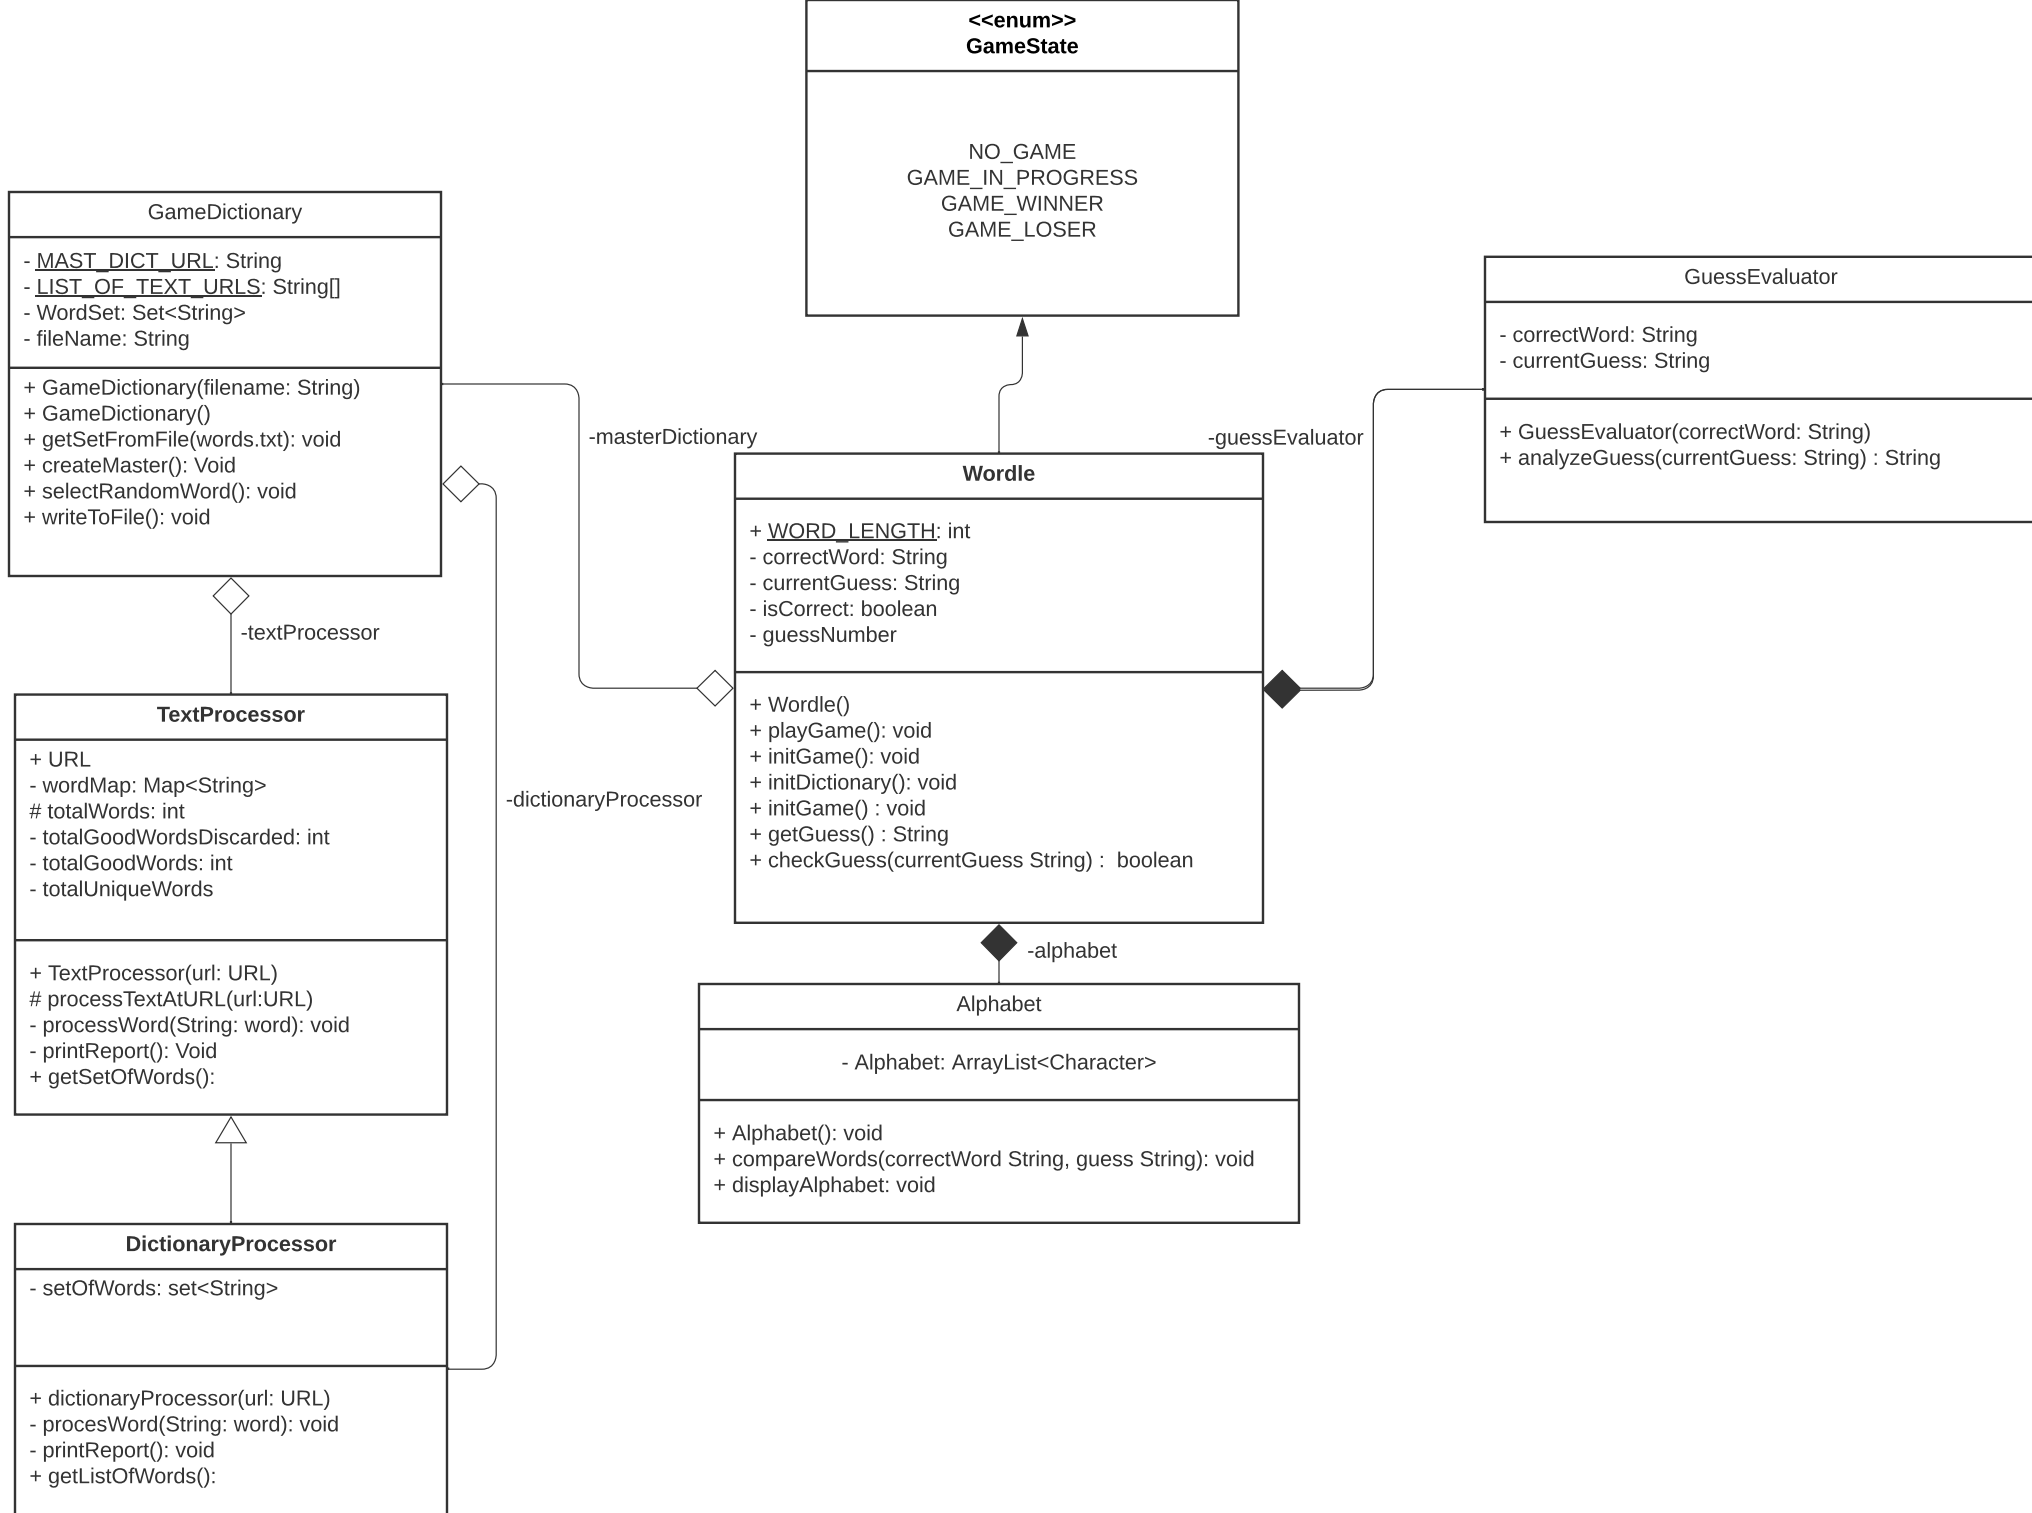 <<enum>>
GameState
NO_GAME
GAME_IN_PROGRESS
GAME_WINNER
GAME_LOSER
GameDictionary
- MAST_DICT_URL: String
- LIST_OF_TEXT_URLS: String[]
- WordSet: Set<String>
- fileName: String
+ GameDictionary(filename: String)
+ GameDictionary()
+ getSetFromFile(words.txt): void
+ createMaster(): Void
+ selectRandomWord(): void
+ writeToFile(): void
-masterDictionary
-guessEvaluator
GuessEvaluator
- correctWord: String
- currentGuess: String
+ GuessEvaluator(correctWord: String)
+ analyzeGuess(currentGuess: String) : String
Wordle
+ WORD_LENGTH: int
- correctWord: String
- currentGuess: String
- isCorrect: boolean
- guessNumber
+ Wordle()
+ playGame(): void
+ initGame(): void
+ initDictionary(): void
+ initGame() : void
+ getGuess() : String
+ checkGuess(currentGuess String) :  boolean
-textProcessor
TextProcessor
+ URL
- wordMap: Map<String>
# totalWords: int
- totalGoodWordsDiscarded: int
- totalGoodWords: int
- totalUniqueWords
+ TextProcessor(url: URL)
# processTextAtURL(url:URL)
- processWord(String: word): void
- printReport(): Void
+ getSetOfWords():
-dictionaryProcessor
-alphabet
Alphabet
- Alphabet: ArrayList<Character>
+ Alphabet(): void
+ compareWords(correctWord String, guess String): void
+ displayAlphabet: void
DictionaryProcessor
- setOfWords: set<String>
+ dictionaryProcessor(url: URL)
- procesWord(String: word): void
- printReport(): void
+ getListOfWords():